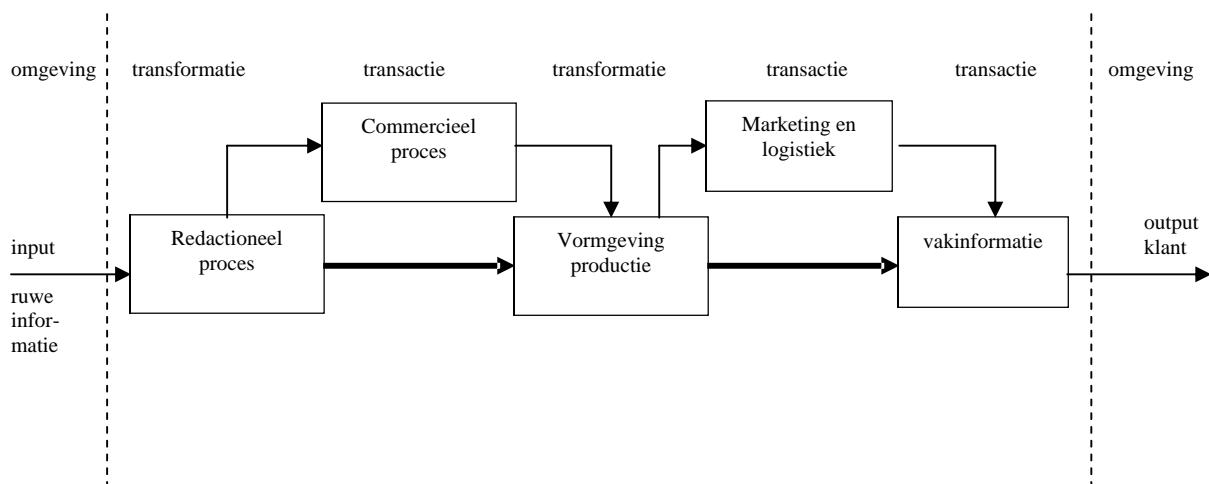 omgeving
transformatie
transactie
transformatie
transactie
transactie
omgeving
Commercieel
proces
Marketing en
logistiek
input
ruwe
infor-
matie
Redactioneel
proces
Vormgeving
productie
vakinformatie
output
klant